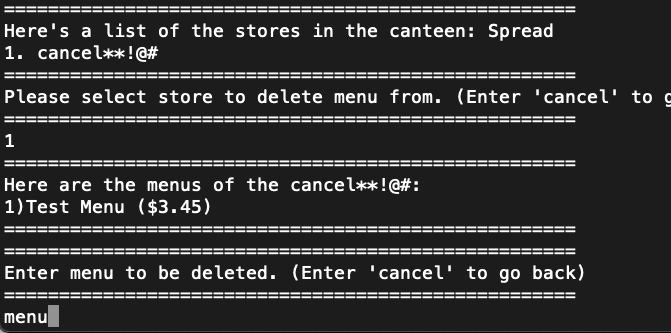 ====================================================
Here's a list of the stores in the canteen: Spread
1. cancel**!@#
====================================================
Please select store to delete menu from. (Enter 'cancel' to g
====================================================
1
====================================================
Here are the menus of the cancel**!@#:
1)Test Menu ($3.45)
====================================================
====================================================
Enter menu to be deleted. (Enter 'cancel' to go back)
====================================================
menu